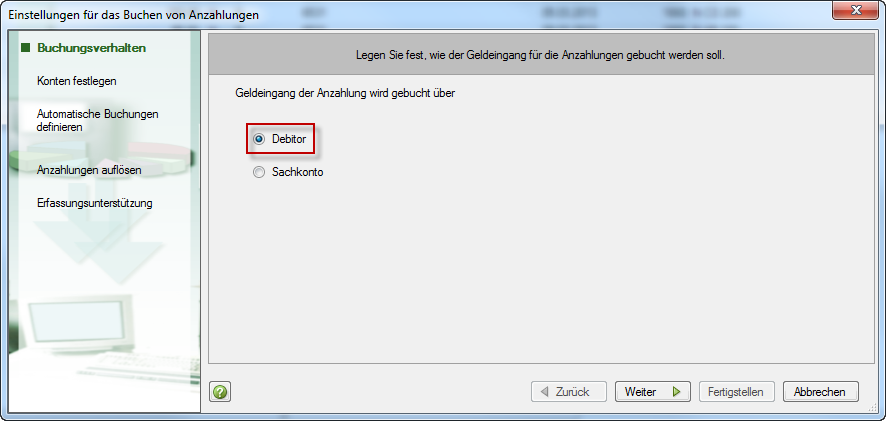 Einstellungen für das Buchen von Anzahlungen
Buchungsverhalten
Konten festlegen
Automatische Buchungen
definieren
Anzahlungen auflösen
Erfassungsunterstützung
Legen Sie fest, wie der Geldeingang für die Anzahlungen gebucht werden soll.
Geldeingang der Anzahlung wird gebucht über
Debitor
Sachkonto
Zurück
Weiter
Fertigstellen
Abbrechen